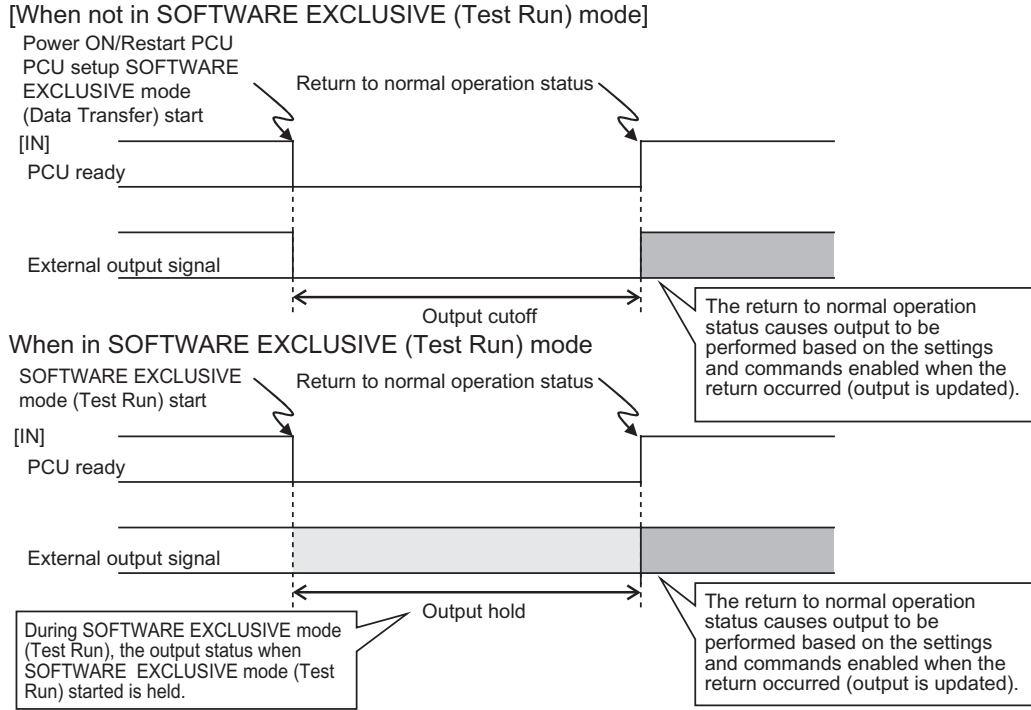 [When not in SOFTWARE EXCLUSIVE (Test Run) mode]
Power ON/Restart PCU
PCU setup SOFTWARE
EXCLUSIVE mode
(Data Transfer) start
Return to normal operation status
[IN]
PCU ready
External output signal
Output cutoff
The return to normal operation
status causes output to be
performed based on the settings
and commands enabled when the
return occurred (output is updated).
When in SOFTWARE EXCLUSIVE (Test Run) mode
SOFTWARE EXCLUSIVE
mode (Test Run) start
Return to normal operation status
[IN]
PCU ready
External output signal
Output hold
During SOFTWARE EXCLUSIVE mode
(Test Run), the output status when
SOFTWARE EXCLUSIVE mode (Test
Run) started is held.
The return to normal operation
status causes output to be
performed based on the settings
and commands enabled when the
return occurred (output is updated).